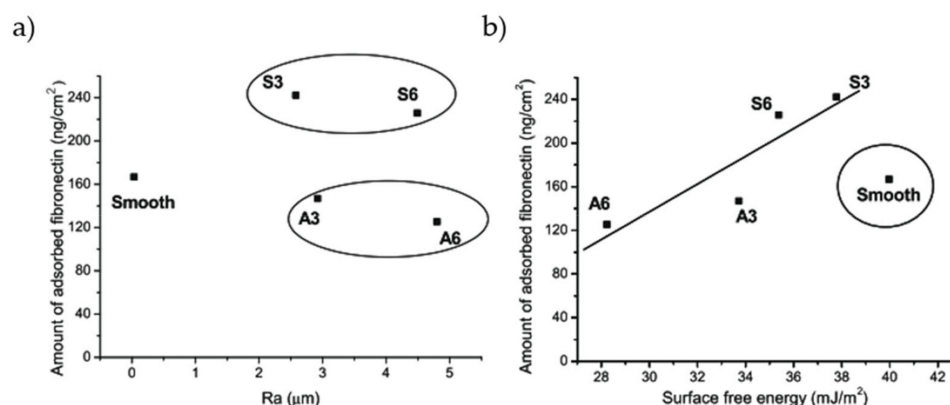 a)
Amount of adsorbed fibronectin (ng/cm²)
240
200
160
120
80
40
0
S3
S6
Smooth
A3
A6
0 1 2 3 4 5
Ra (μm)
b)
Amount of adsorbed fibronectin (ng/cm²)
240
200
160
120
80
40
0
S3
S6
A6
A3
Smooth
28 30 32 34 36 38 40 42
Surface free energy (mJ/m²)